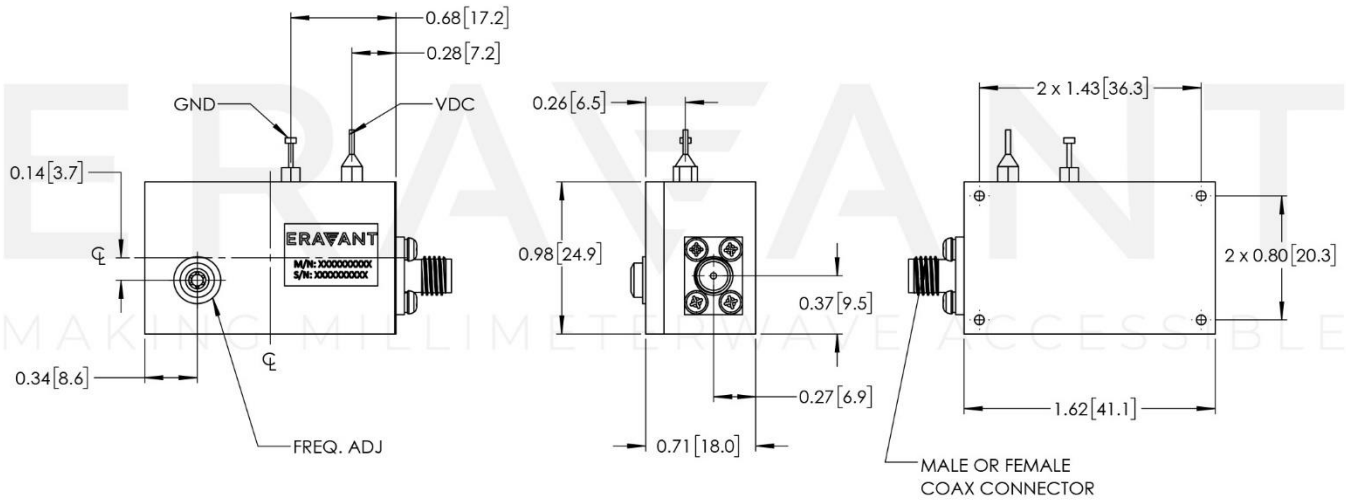 0.68[17.2]
0.28[7.2]
GND
VDC
0.14[3.7]
℄
ERAVANT
M/N: XXXXXXXXXX
S/N: XXXXXXXXXX
℄
0.34[8.6]
FREQ. ADJ
0.26[6.5]
0.98[24.9]
0.37[9.5]
0.27[6.9]
0.71[18.0]
2 x 1.43[36.3]
2 x 0.80[20.3]
1.62[41.1]
MALE OR FEMALE
COAX CONNECTOR
ERAVANT
MAKING MILLIMETERWAVE ACCESSIBLE